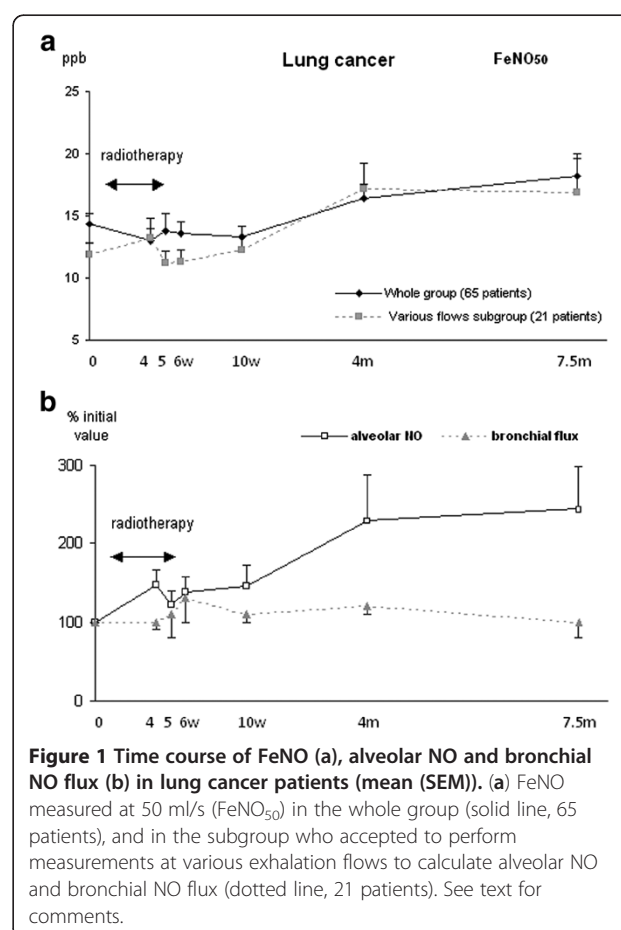 a
ppb Lung cancer FeNO50
25
20
15
10
5
radiotherapy
Whole group (65 patients)
Various flows subgroup (21 patients)
0 4 5 6w 10w 4m 7.5m
b
% initial
value
alveolar NO bronchial flux
300
200
100
0
radiotherapy
0 4 5 6w 10w 4m 7.5m
Figure 1 Time course of FeNO (a), alveolar NO and bronchial
NO flux (b) in lung cancer patients (mean (SEM)). (a) FeNO
measured at 50 ml/s (FeNO₅₀) in the whole group (solid line, 65
patients), and in the subgroup who accepted to perform
measurements at various exhalation flows to calculate alveolar NO
and bronchial NO flux (dotted line, 21 patients). See text for
comments.